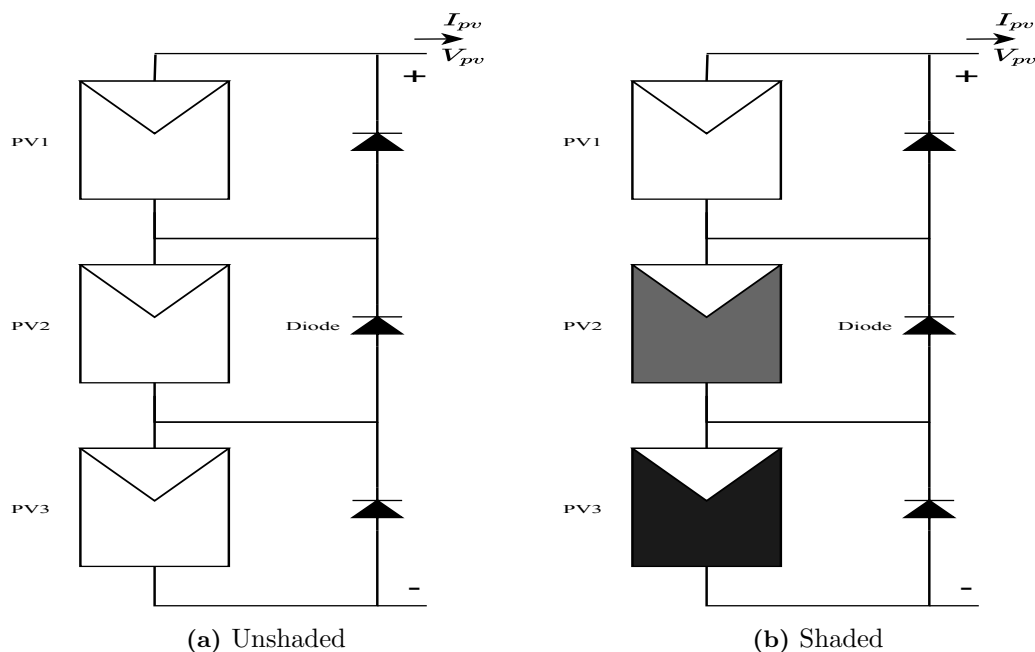 I_pv
V_pv
+
PV1
PV2
Diode
PV3
-
(a) Unshaded
I_pv
V_pv
+
PV1
PV2
Diode
PV3
-
(b) Shaded